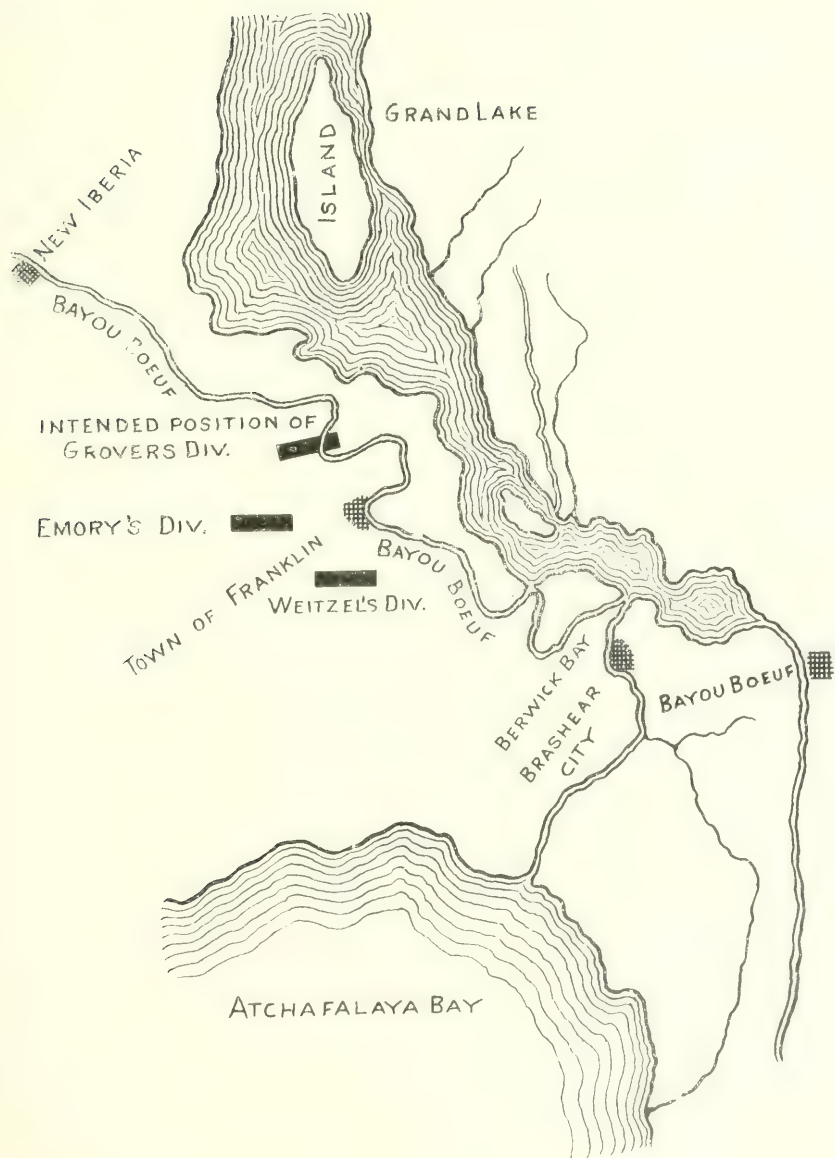 GRAND LAKE
ISLAND
NEW IBERIA
BAYOU BOEUF
INTENDED POSITION OF
GROVERS DIV.
EMORY'S DIV.
TOWN OF FRANKLIN
BAYOU BOEUF
WEITZEL'S DIV.
BERWICK BAY
BRASHEAR
CITY
BAYOU BOEUF
ATCHAFALAYA BAY